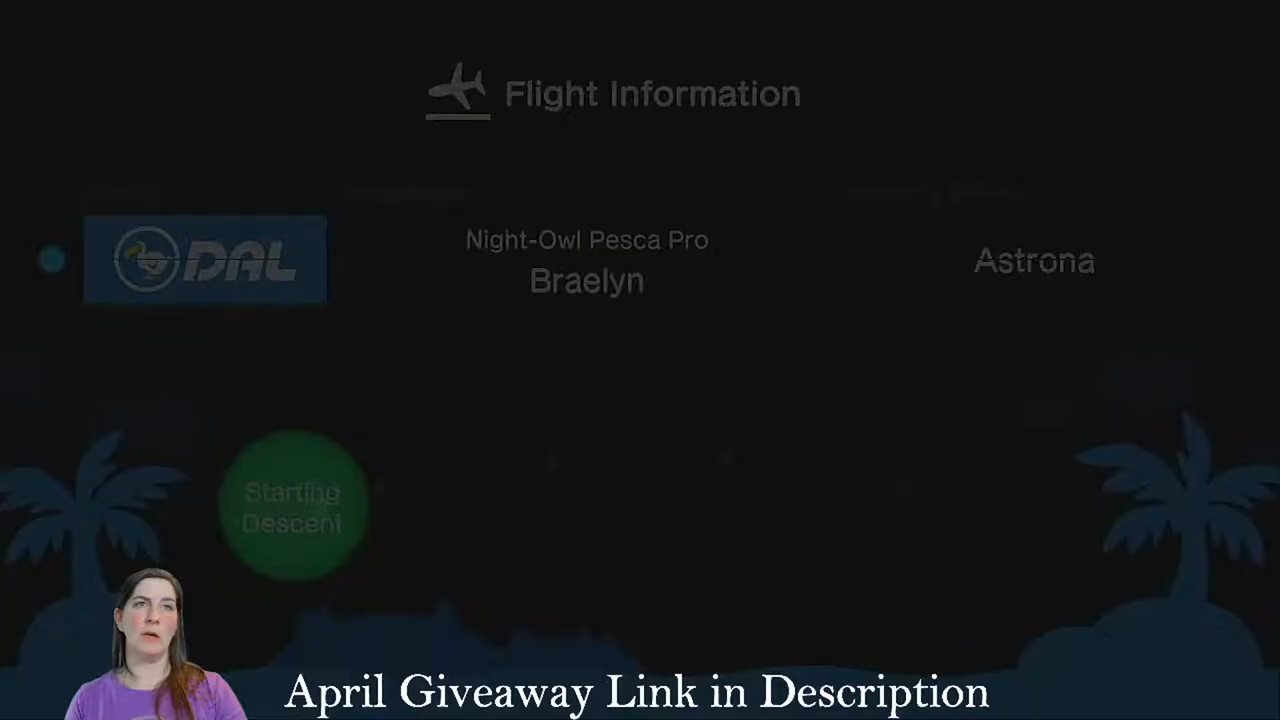 Flight Information
DAL
Night-Owl Pesca Pro
Braelyn
Astrona
Starting
Descent
April Giveaway Link in Description